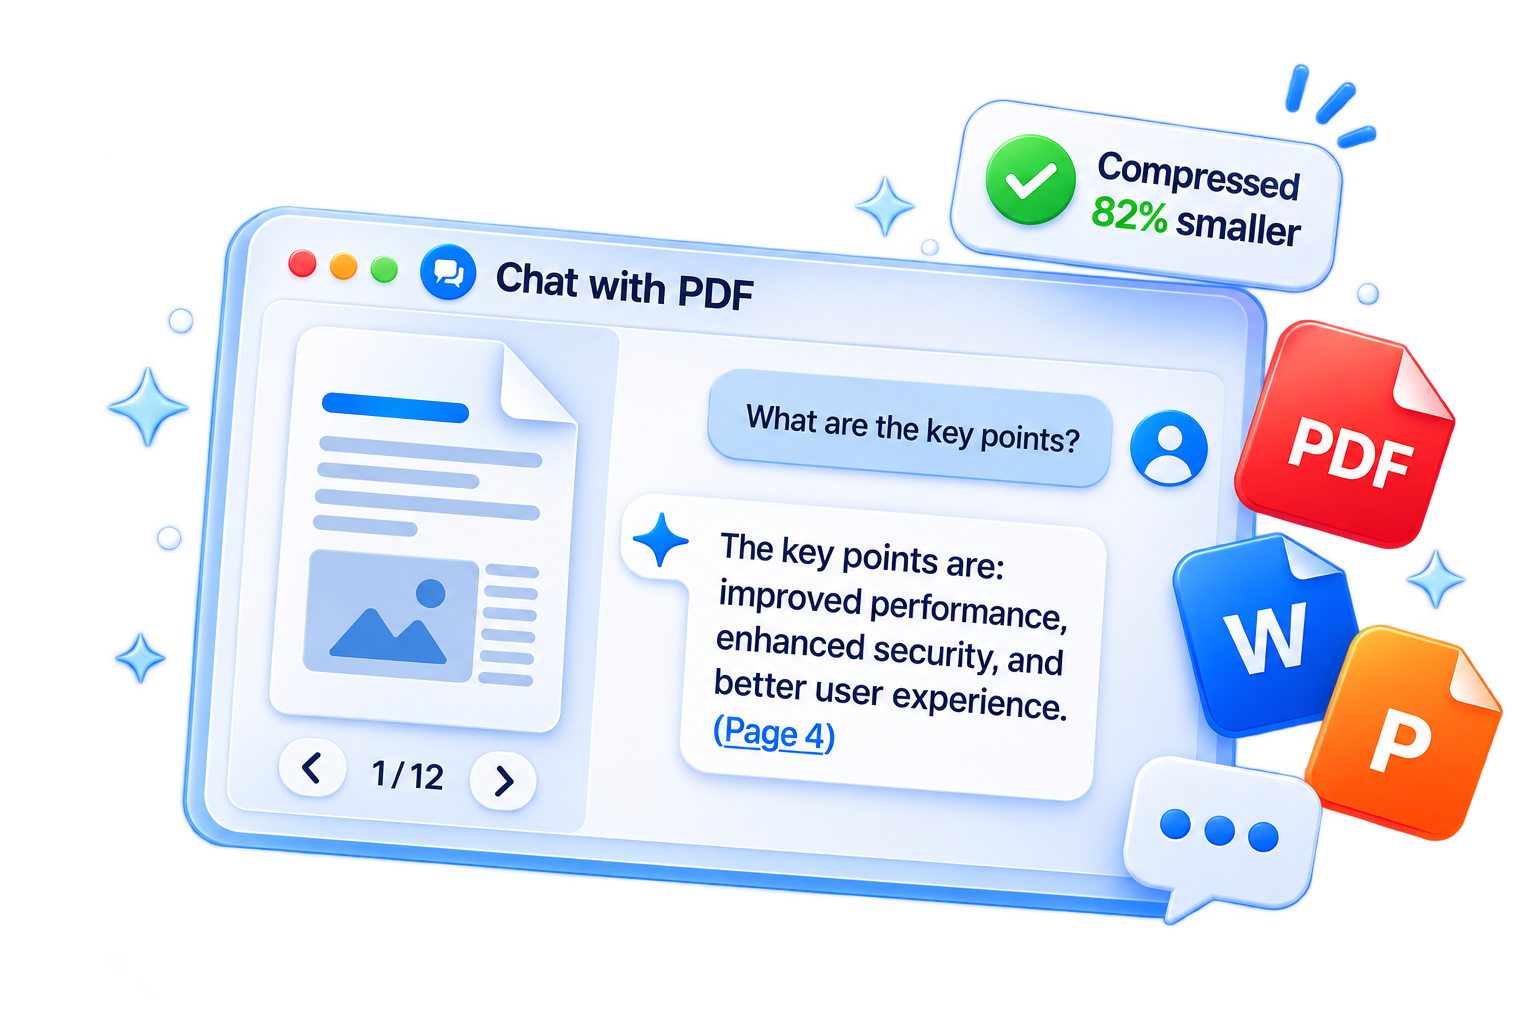 Compressed
82% smaller
Chat with PDF
What are the key points?
The key points are:
improved performance,
enhanced security, and
better user experience.
(Page 4)
1/12
PDF
W
P